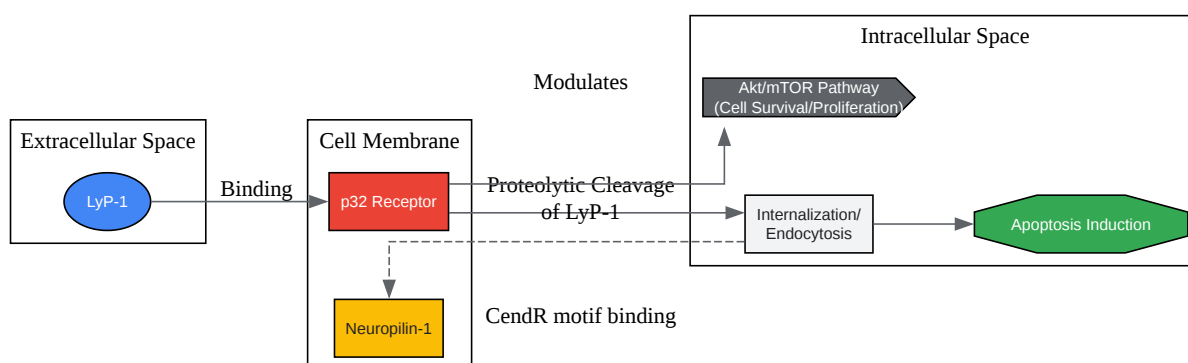 Intracellular Space
Modulates
Akt/mTOR Pathway
(Cell Survival/Proliferation)
Extracellular Space
Cell Membrane
LyP-1
Binding
p32 Receptor
Proteolytic Cleavage
of LyP-1
Internalization/
Endocytosis
Apoptosis Induction
Neuropilin-1
CendR motif binding